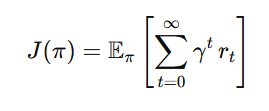 J(π) = 𝔼_π [ ∑_{t=0}^{∞} γ^t r_t ]